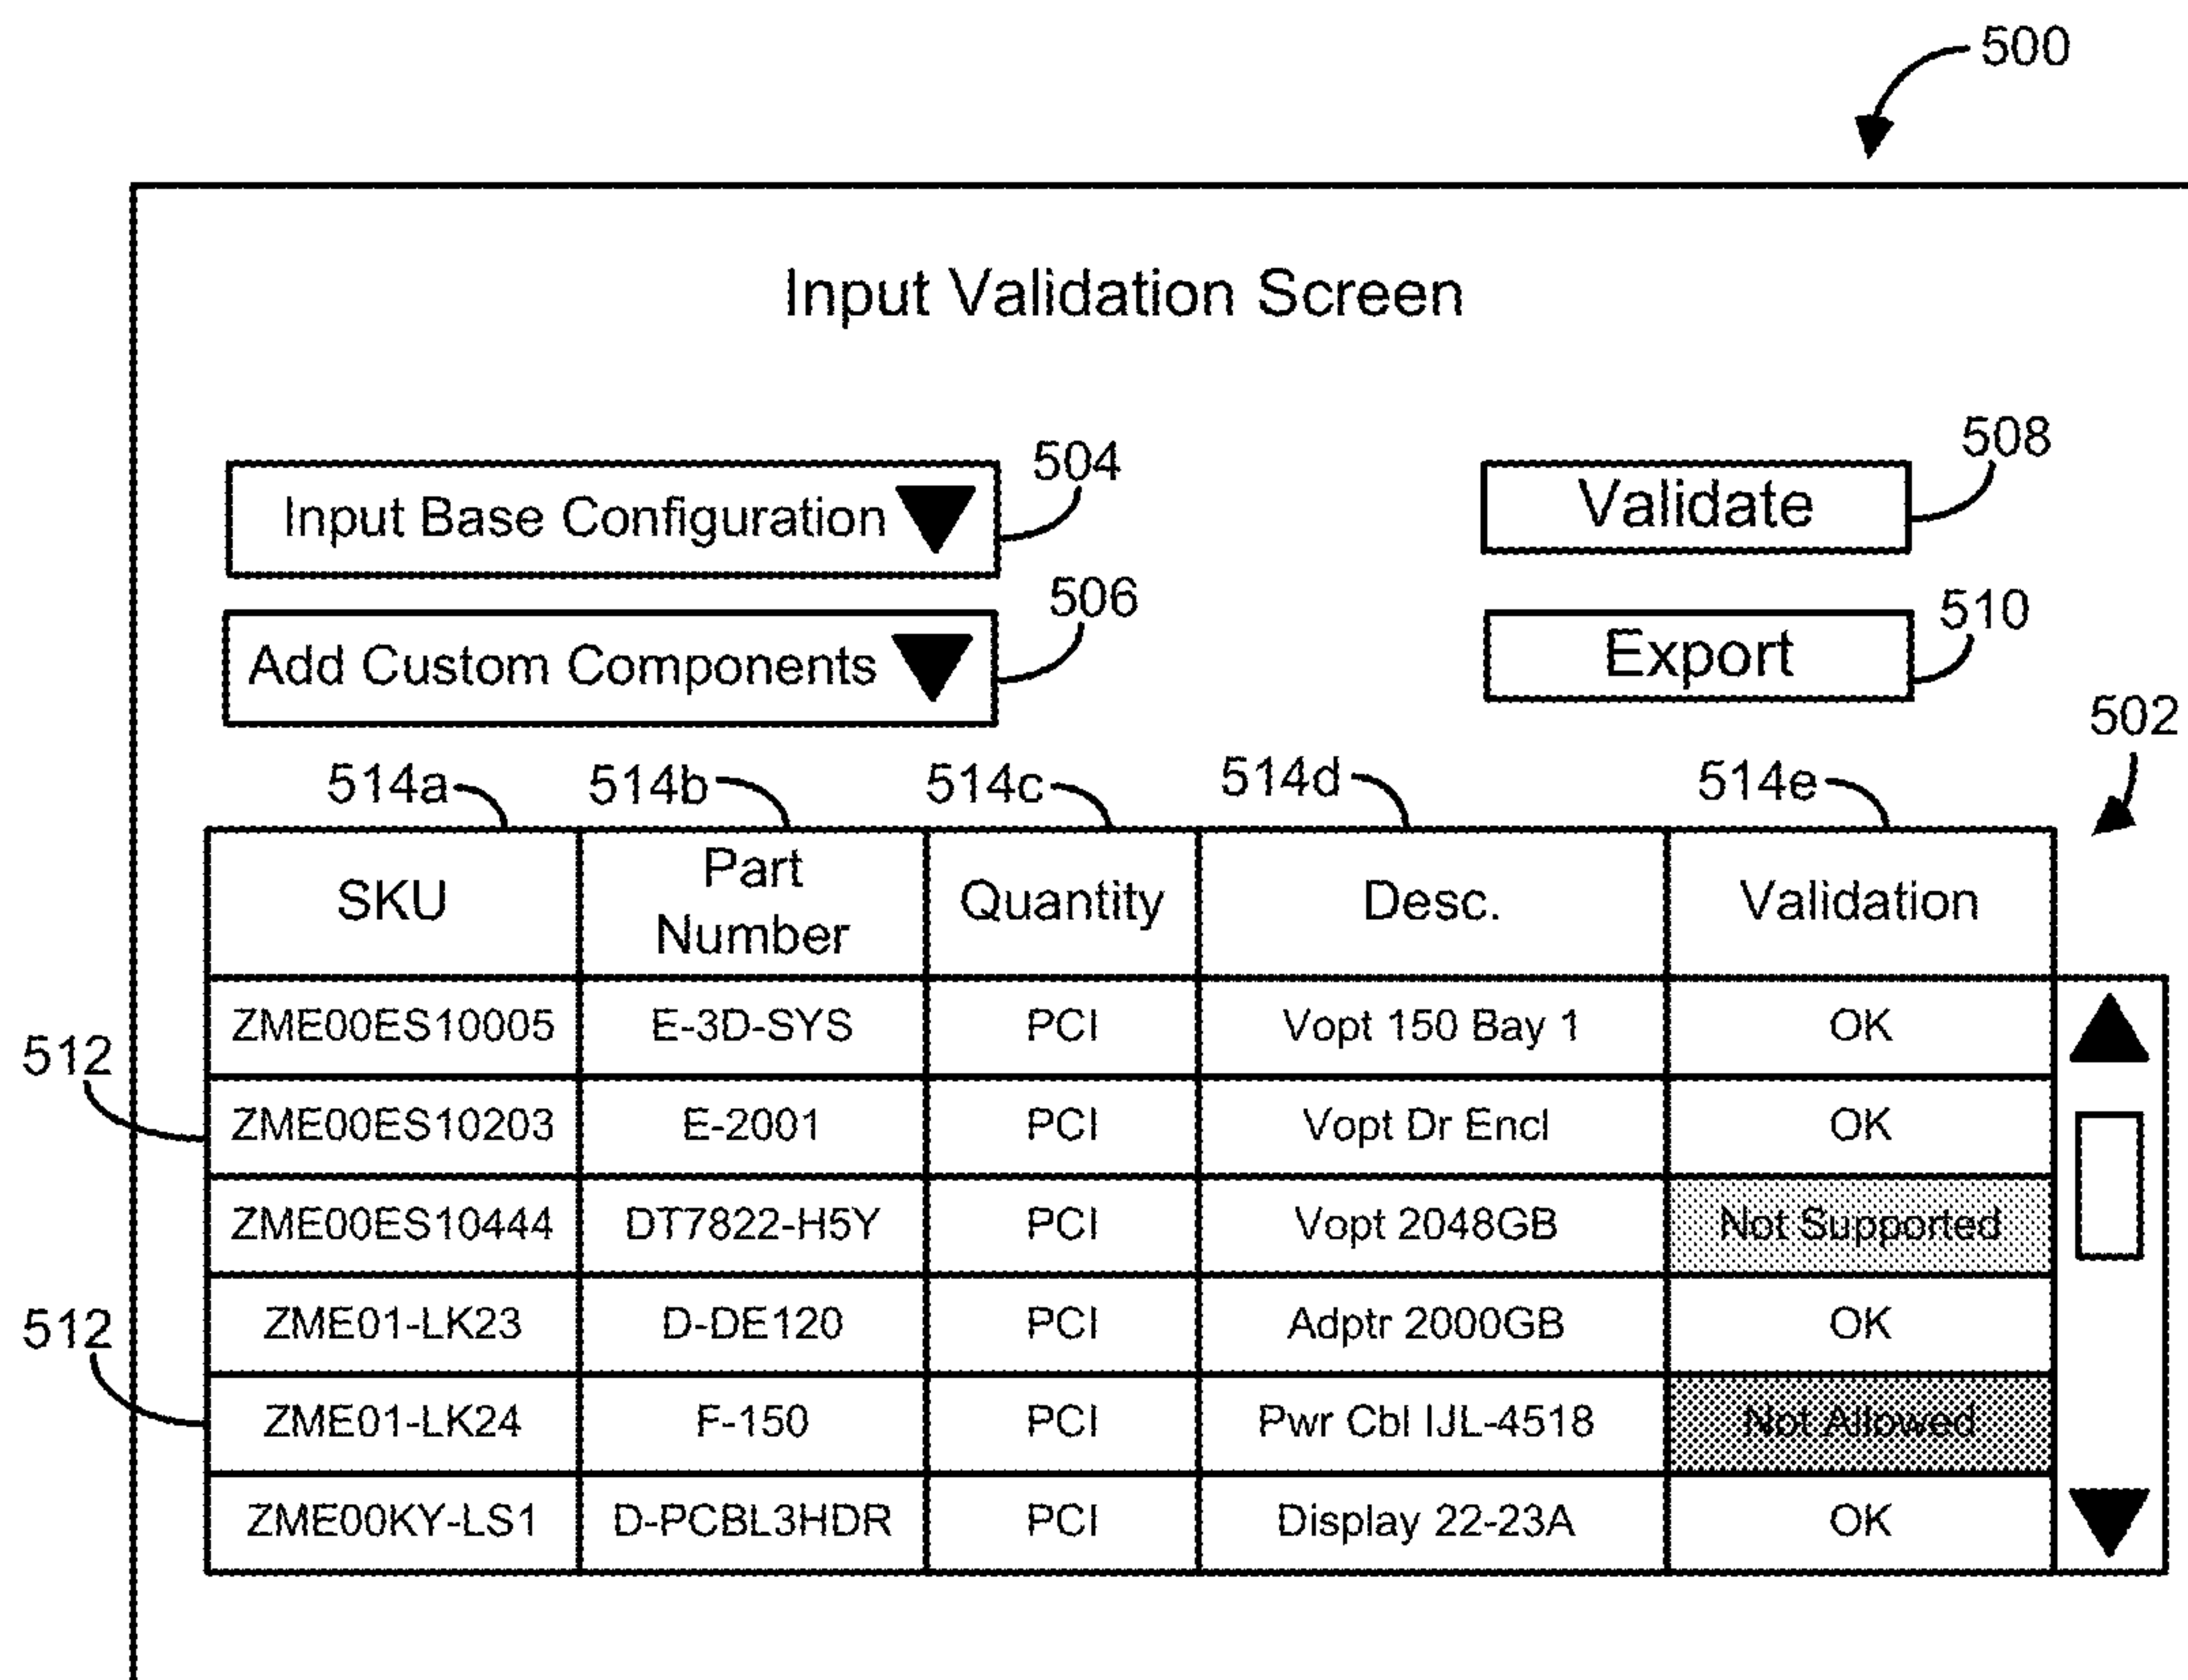 500
Input Validation Screen
Input Base Configuration
504
Validate
508
Add Custom Components
506
Export
510
502
514a
514b
514c
514d
514e
SKU
Part
Number
Quantity
Desc.
Validation
ZME00ES10005 E-3D-SYS PCI Vopt 150 Bay 1 OK
512
ZME00ES10203 E-2001 PCI Vopt Dr Encl OK
ZME00ES10444 DT7822-H5Y PCI Vopt 2048GB Not Supported
ZME01-LK23 D-DE120 PCI Adptr 2000GB OK
512
ZME01-LK24 F-150 PCI Pwr Cbl IJL-4518 Not Allowed
ZME00KY-LS1 D-PCBL3HDR PCI Display 22-23A OK